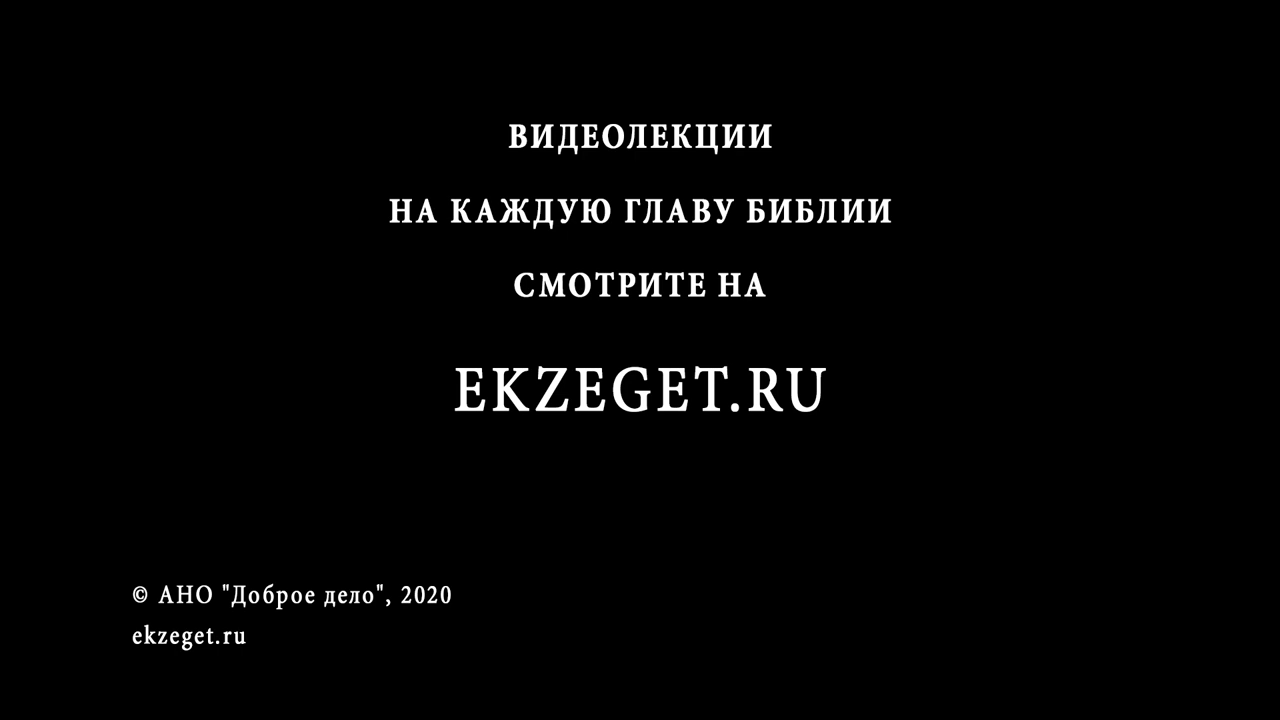 ВИДЕОЛЕКЦИИ
НА КАЖДУЮ ГЛАВУ БИБЛИИ
СМОТРИТЕ НА
EKZEGET.RU
© АНО "Доброе дело", 2020
ekzeget.ru